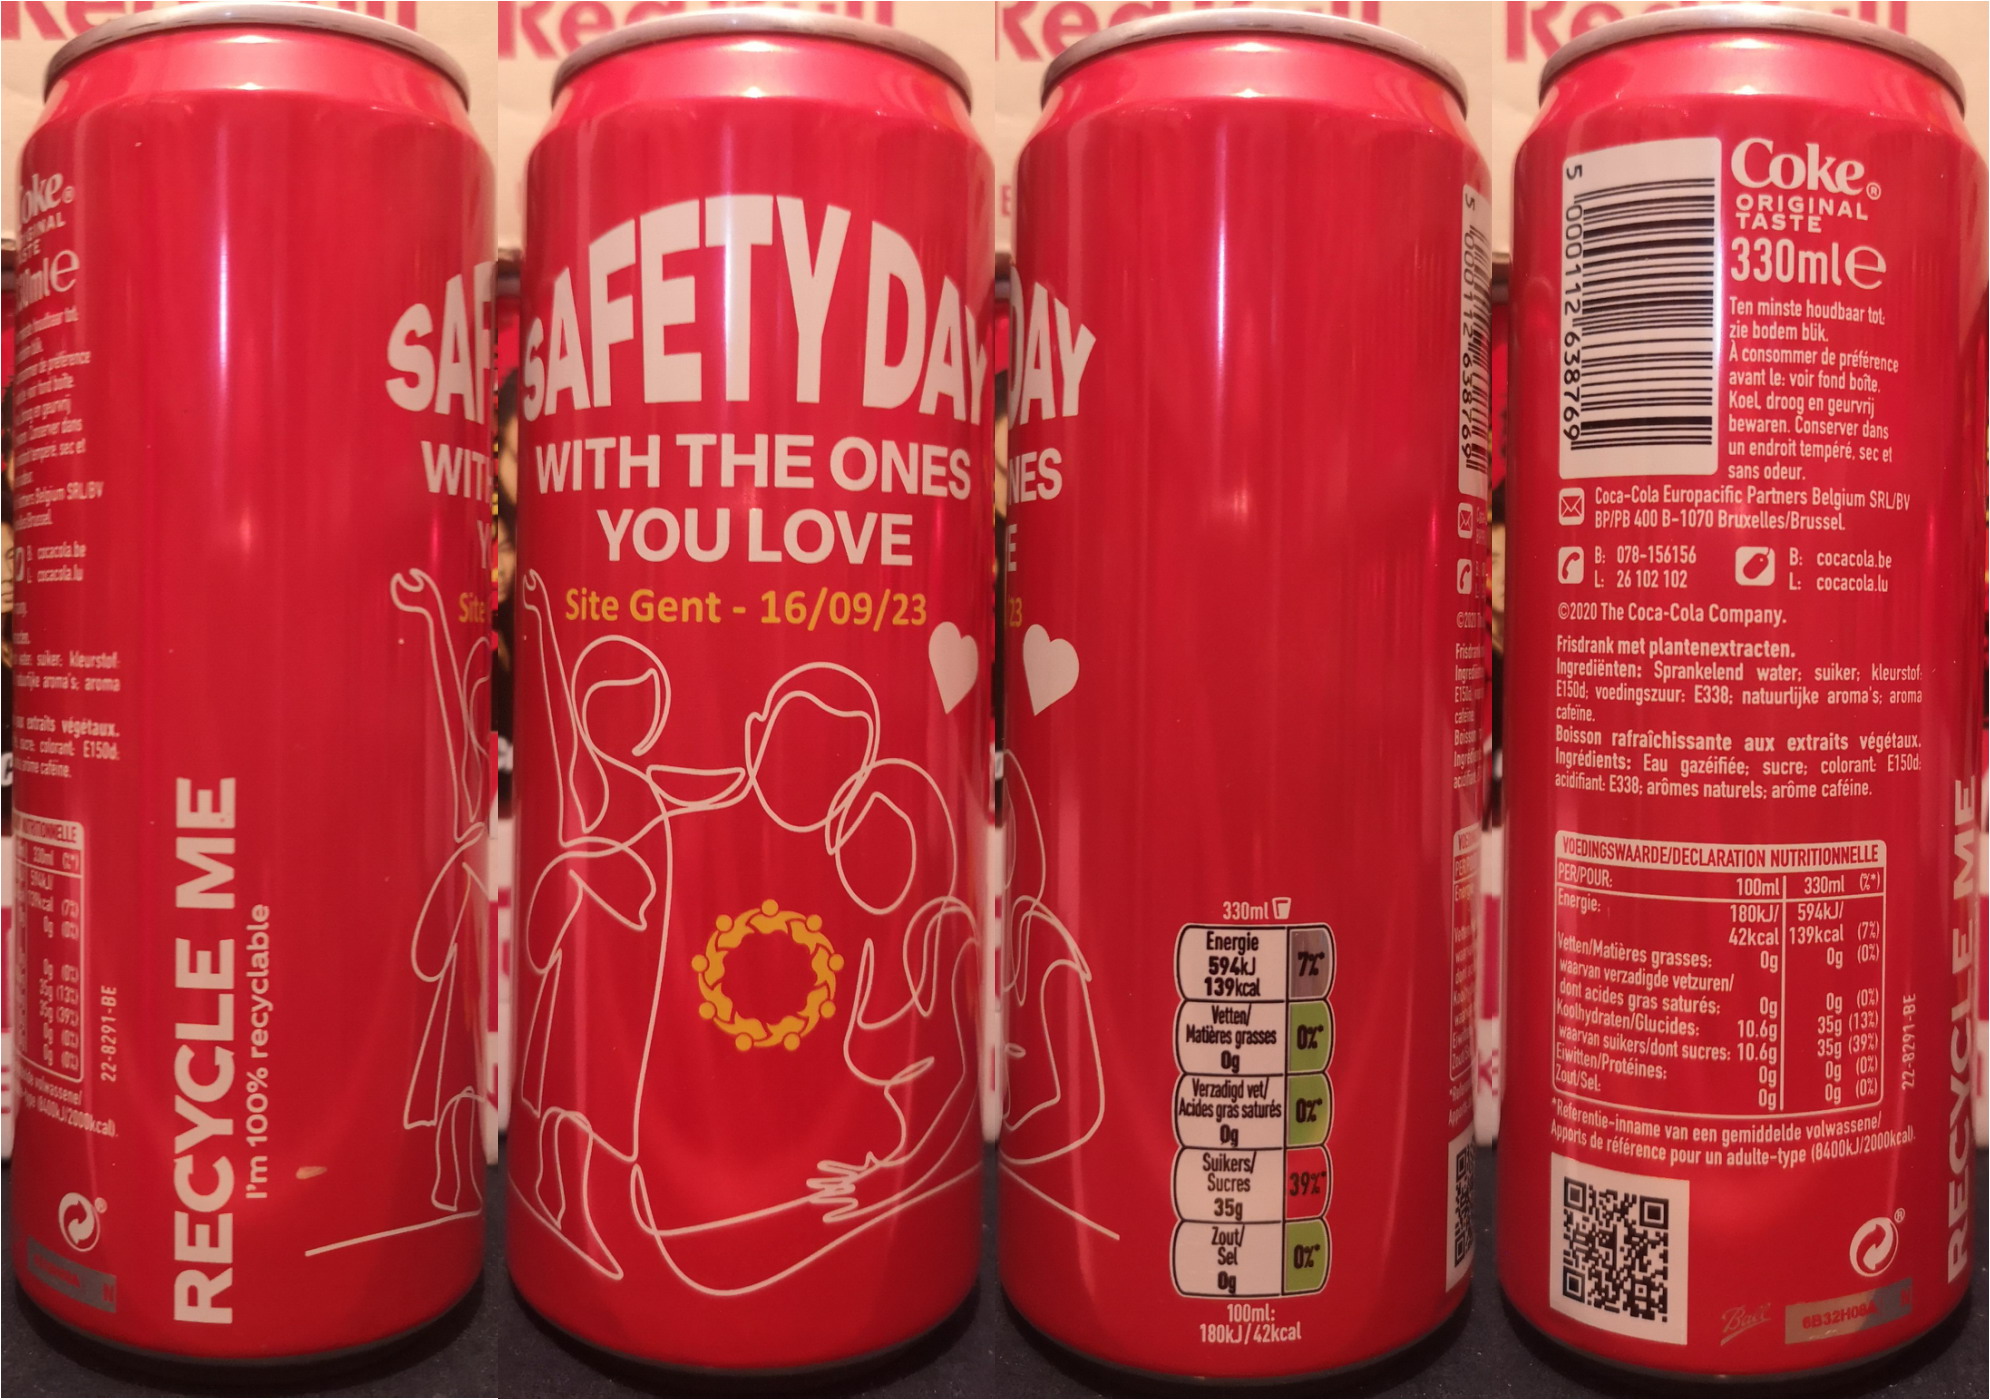 Red Bull
RECYCLE ME
I'm 100% recyclable
22-8291-BE
SAFETY DAY
WITH THE ONES
YOU LOVE
Site Gent - 16/09/23
330ml
Energie
594kJ
139kcal
7%*
Vetten/
Matières grasses
0g
0%*
Verzadigd vet/
Acides gras saturés
0g
0%*
Suikers/
Sucres
35g
39%*
Zout/
Sel
0g
0%*
100ml:
180kJ/42kcal
5 000112 638769
Coke®
ORIGINAL
TASTE
330ml℮
Ten minste houdbaar tot:
zie bodem blik.
À consommer de préférence
avant le: voir fond boîte.
Koel, droog en geurvrij
bewaren. Conserver dans
un endroit tempéré, sec et
sans odeur.
Coca-Cola Europacific Partners Belgium SRL/BV
BP/PB 400 B-1070 Bruxelles/Brussel.
B: 078-156156
L: 26 102 102
B: cocacola.be
L: cocacola.lu
©2020 The Coca-Cola Company.
Frisdrank met plantenextracten.
Ingrediënten: Sprankelend water; suiker; kleurstof:
E150d; voedingszuur: E338; natuurlijke aroma's; aroma
cafeïne.
Boisson rafraîchissante aux extraits végétaux.
Ingrédients: Eau gazéifiée; sucre; colorant: E150d;
acidifiant: E338; arômes naturels; arôme caféine.
VOEDINGSWAARDE/DECLARATION NUTRITIONNELLE
PER/POUR: 100ml 330ml (%*)
Energie: 180kJ/ 594kJ/
42kcal 139kcal (7%)
Vetten/Matières grasses: 0g 0g (0%)
waarvan verzadigde vetzuren/
dont acides gras saturés: 0g 0g (0%)
Koolhydraten/Glucides: 10.6g 35g (13%)
waarvan suikers/dont sucres: 10.6g 35g (39%)
Eiwitten/Protéines: 0g 0g (0%)
Zout/Sel: 0g 0g (0%)
*Referentie-inname van een gemiddelde volwassene/
Apports de référence pour un adulte-type (8400kJ/2000kcal).
22-8291-BE
RECYCLE ME
Ball